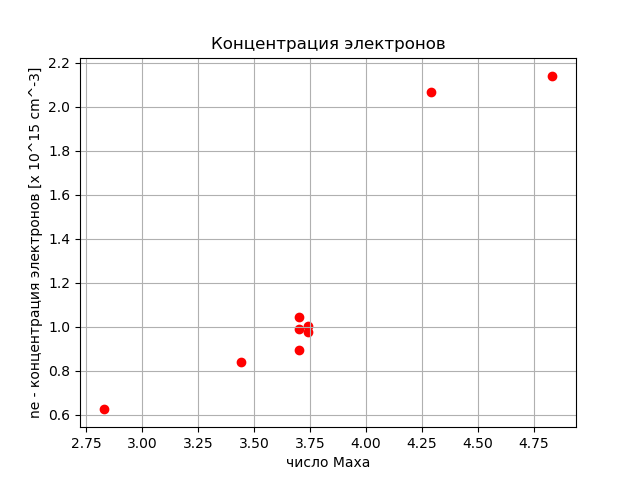 Концентрация электронов
ne - концентрация электронов [x 10^15 cm^-3]
2.2
2.0
1.8
1.6
1.4
1.2
1.0
0.8
0.6
2.75 3.00 3.25 3.50 3.75 4.00 4.25 4.50 4.75
число Маха